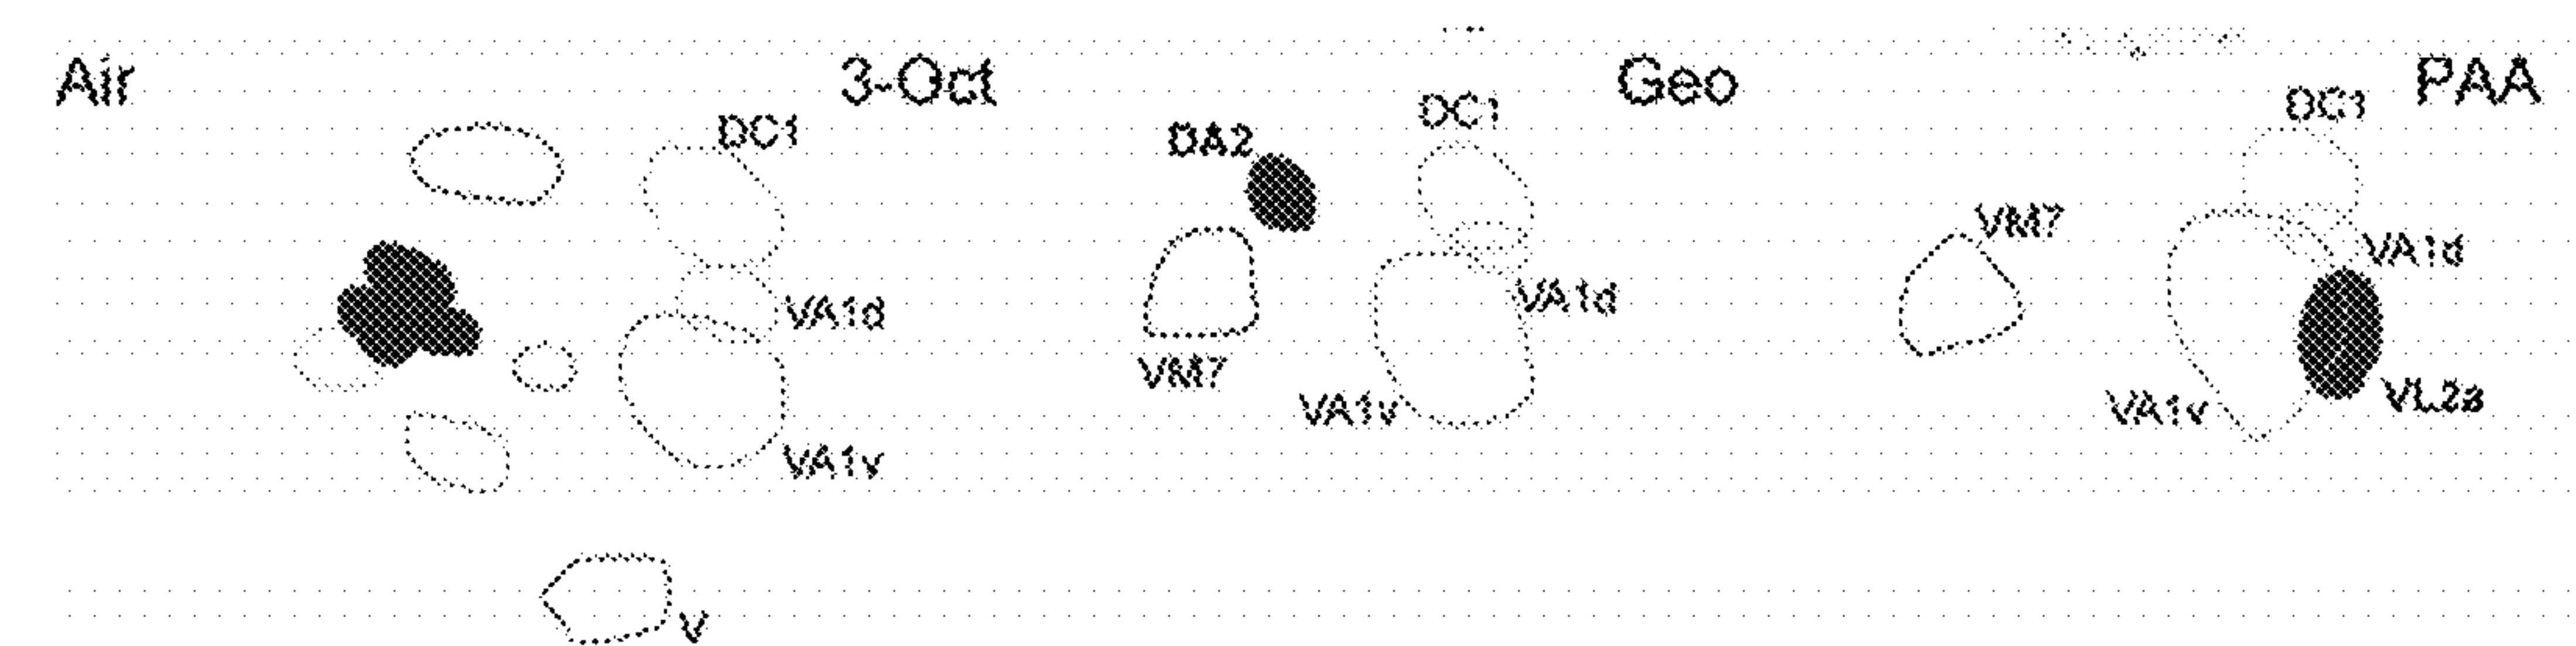 Air 3-Oct Geo PAA
DC1 DA2 DC1 DC1
VM7 VA1d
VA1d VA1d
VM7 VA1v VA1v VL2a
VA1v
V